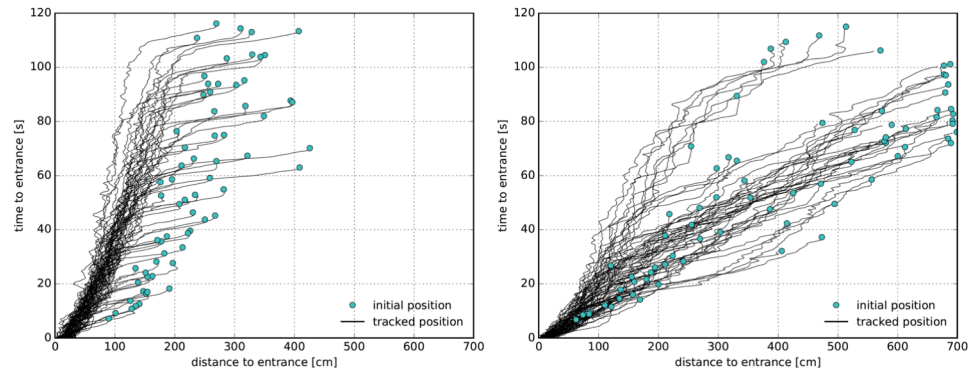 120
100
80
60
40
20
0
time to entrance [s]
initial position
tracked position
0 100 200 300 400 500 600 700
distance to entrance [cm]
120
100
80
60
40
20
0
time to entrance [s]
initial position
tracked position
0 100 200 300 400 500 600 700
distance to entrance [cm]